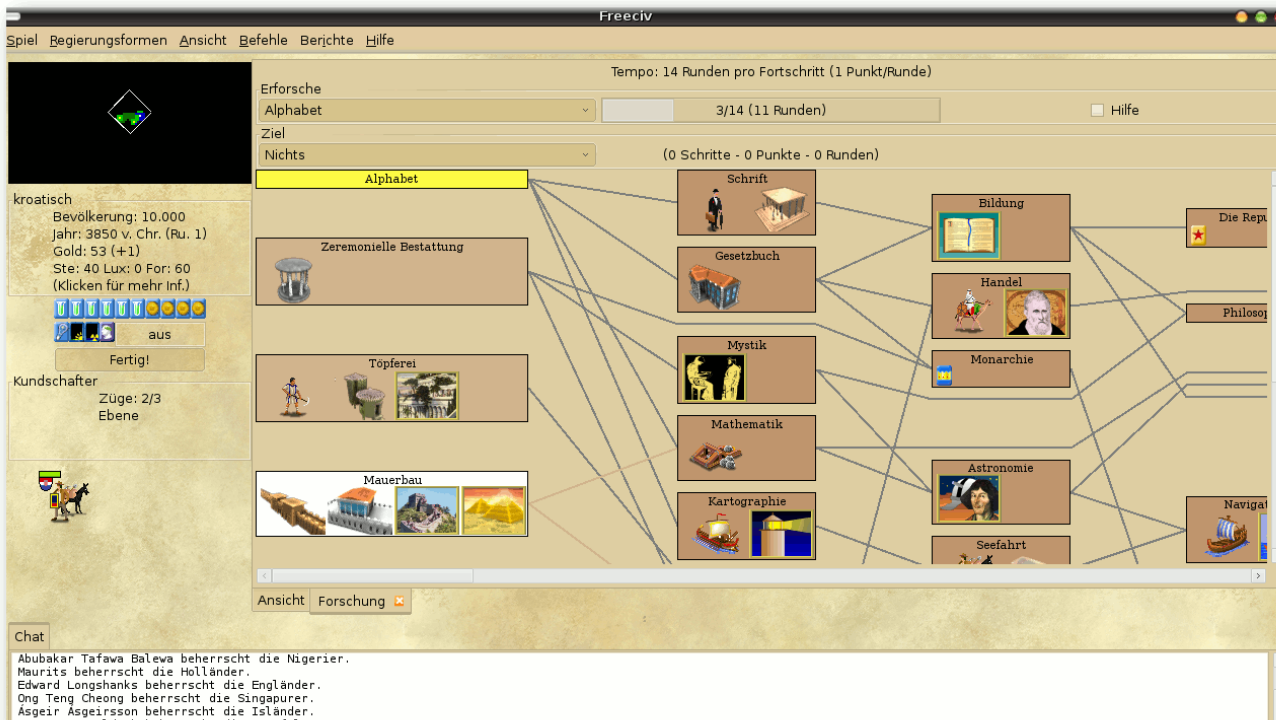 Freeciv
Spiel Regierungsformen Ansicht Befehle Berichte Hilfe
Tempo: 14 Runden pro Fortschritt (1 Punkt/Runde)
Erforsche
Alphabet
3/14 (11 Runden)
Hilfe
Ziel
Nichts
(0 Schritte - 0 Punkte - 0 Runden)
kroatisch
Bevölkerung: 10.000
Jahr: 3850 v. Chr. (Ru. 1)
Gold: 53 (+1)
Ste: 40 Lux: 0 For: 60
(Klicken für mehr Inf.)
aus
Fertig!
Kundschafter
Züge: 2/3
Ebene
Alphabet
Zeremonielle Bestattung
Töpferei
Mauerbau
Schrift
Gesetzbuch
Mystik
Mathematik
Kartographie
Bildung
Handel
Monarchie
Astronomie
Seefahrt
Die Repu
Philosop
Navigat
Ansicht
Forschung
Chat
Abubakar Tafawa Balewa beherrscht die Nigerier.
Maurits beherrscht die Holländer.
Edward Longshanks beherrscht die Engländer.
Ong Teng Cheong beherrscht die Singapurer.
Ásgeir Ásgeirsson beherrscht die Isländer.